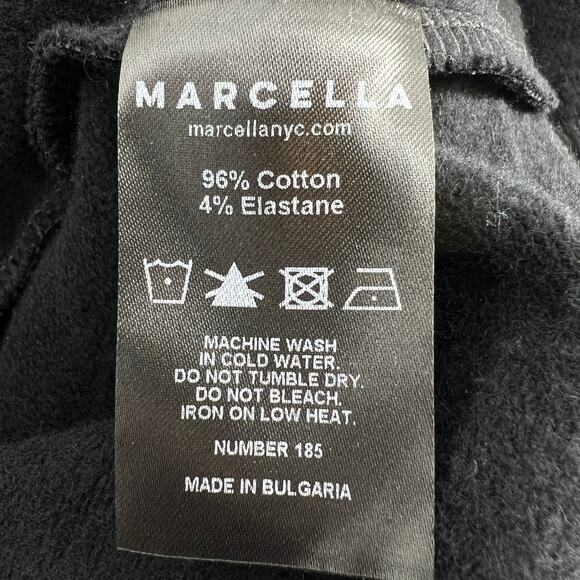 MARCELLA
marcellanyc.com
96% Cotton
4% Elastane
MACHINE WASH
IN COLD WATER.
DO NOT TUMBLE DRY.
DO NOT BLEACH.
IRON ON LOW HEAT.
NUMBER 185
MADE IN BULGARIA